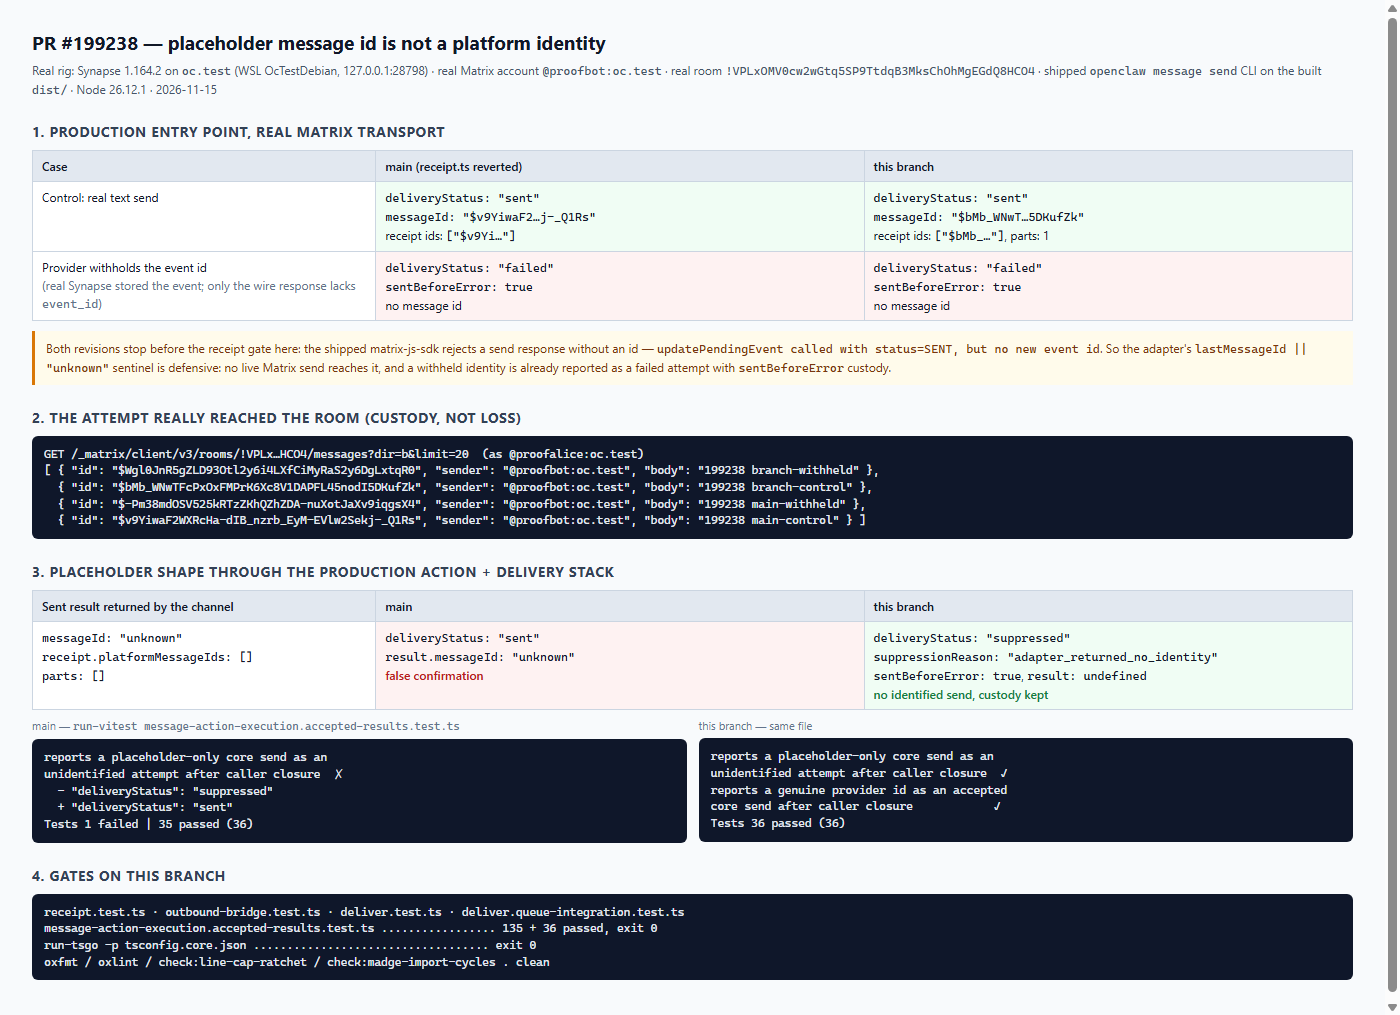 PR #199238 — placeholder message id is not a platform identity
Real rig: Synapse 1.164.2 on oc.test (WSL OcTestDebian, 127.0.0.1:28798) · real Matrix account @proofbot:oc.test · real room !VPLxOMV0cw2wGtq5SP9TtdqB3MksChOhMgEGdQ8HCO4 · shipped openclaw message send CLI on the built
dist/ · Node 26.12.1 · 2026-11-15
1. PRODUCTION ENTRY POINT, REAL MATRIX TRANSPORT
Case
main (receipt.ts reverted)
this branch
Control: real text send
deliveryStatus: "sent"
messageId: "$v9YiwaF2…j-_Q1Rs"
receipt ids: ["$v9Yi…"]
deliveryStatus: "sent"
messageId: "$bMb_WNwT…5DKufZk"
receipt ids: ["$bMb_…"], parts: 1
Provider withholds the event id
(real Synapse stored the event; only the wire response lacks
event_id)
deliveryStatus: "failed"
sentBeforeError: true
no message id
deliveryStatus: "failed"
sentBeforeError: true
no message id
Both revisions stop before the receipt gate here: the shipped matrix-js-sdk rejects a send response without an id — updatePendingEvent called with status=SENT, but no new event id. So the adapter's lastMessageId ||
"unknown" sentinel is defensive: no live Matrix send reaches it, and a withheld identity is already reported as a failed attempt with sentBeforeError custody.
2. THE ATTEMPT REALLY REACHED THE ROOM (CUSTODY, NOT LOSS)
GET /_matrix/client/v3/rooms/!VPLx…HCO4/messages?dir=b&limit=20  (as @proofalice:oc.test)
[ { "id": "$Wgl0JnR5gZLD93Otl2y6i4LXfCiMyRaS2y6DgLxtqR0", "sender": "@proofbot:oc.test", "body": "199238 branch-withheld" },
{ "id": "$bMb_WNwTFcPxOxFMPrK6Xc8V1DAPFL45nodI5DKufZk", "sender": "@proofbot:oc.test", "body": "199238 branch-control" },
{ "id": "$-Pm38mdOSV525kRTzZKhQZhZDA-nuXotJaXv9iqgsX4", "sender": "@proofbot:oc.test", "body": "199238 main-withheld" },
{ "id": "$v9YiwaF2WXRcHa-dIB_nzrb_EyM-EVlw2Sekj-_Q1Rs", "sender": "@proofbot:oc.test", "body": "199238 main-control" } ]
3. PLACEHOLDER SHAPE THROUGH THE PRODUCTION ACTION + DELIVERY STACK
Sent result returned by the channel
main
this branch
messageId: "unknown"
receipt.platformMessageIds: []
parts: []
deliveryStatus: "sent"
result.messageId: "unknown"
false confirmation
deliveryStatus: "suppressed"
suppressionReason: "adapter_returned_no_identity"
sentBeforeError: true, result: undefined
no identified send, custody kept
main — run-vitest message-action-execution.accepted-results.test.ts
reports a placeholder-only core send as an
unidentified attempt after caller closure ✗
- "deliveryStatus": "suppressed"
+ "deliveryStatus": "sent"
Tests 1 failed | 35 passed (36)
this branch — same file
reports a placeholder-only core send as an
unidentified attempt after caller closure ✓
reports a genuine provider id as an accepted
core send after caller closure ✓
Tests 36 passed (36)
4. GATES ON THIS BRANCH
receipt.test.ts · outbound-bridge.test.ts · deliver.test.ts · deliver.queue-integration.test.ts
message-action-execution.accepted-results.test.ts ................. 135 + 36 passed, exit 0
run-tsgo -p tsconfig.core.json .................................. exit 0
oxfmt / oxlint / check:line-cap-ratchet / check:madge-import-cycles . clean